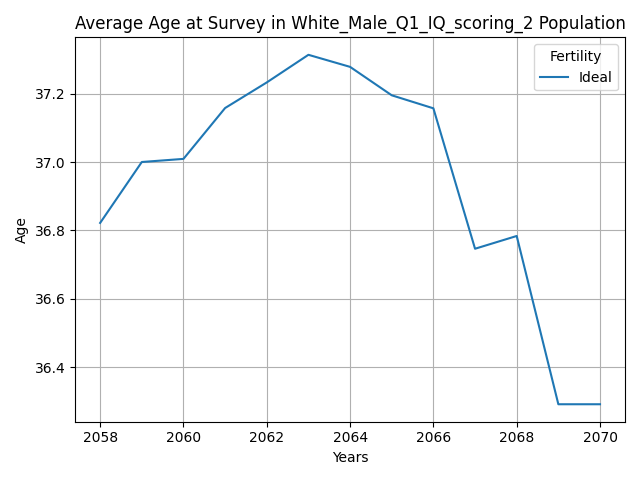 Average Age at Survey in White_Male_Q1_IQ_scoring_2 Population
Fertility
Ideal
37.2
37.0
36.8
36.6
36.4
Age
2058 2060 2062 2064 2066 2068 2070
Years